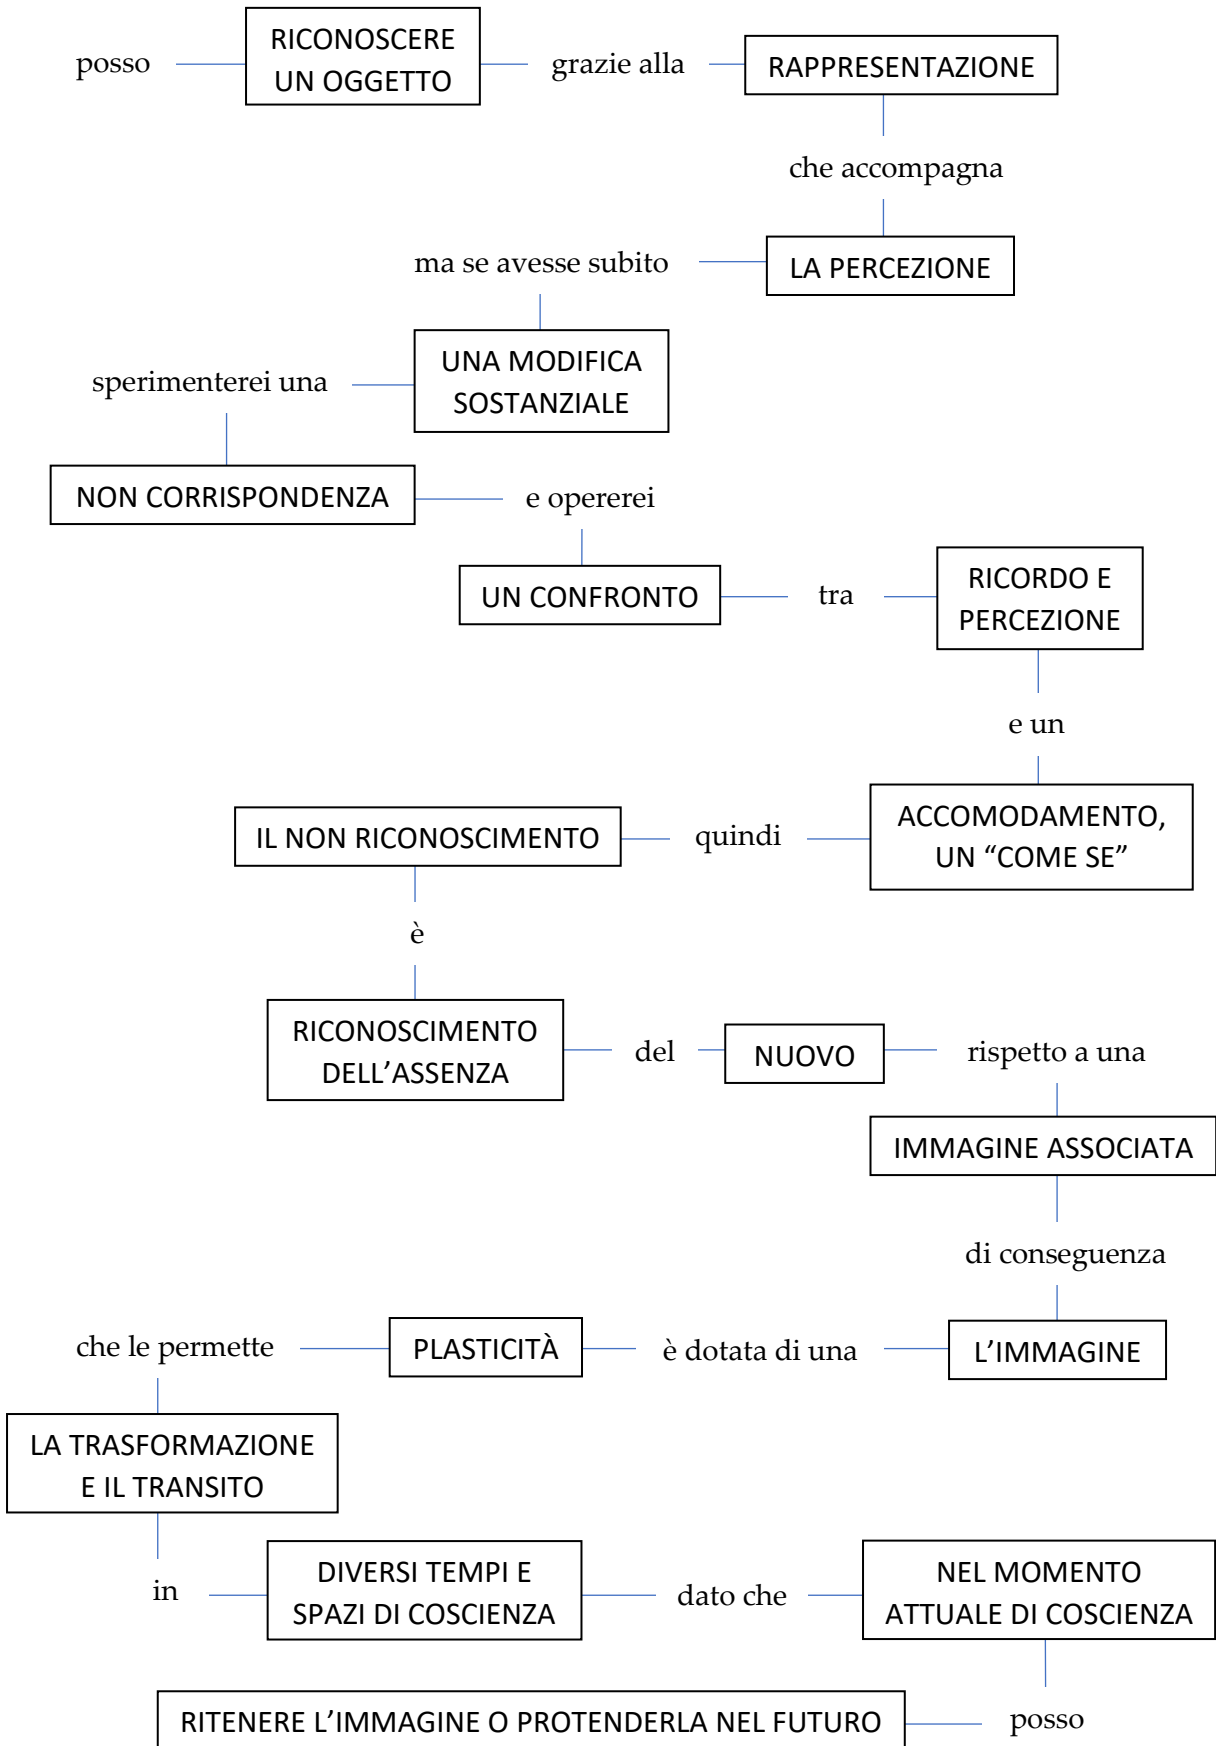 posso
RICONOSCERE
UN OGGETTO
grazie alla
RAPPRESENTAZIONE
che accompagna
LA PERCEZIONE
ma se avesse subito
UNA MODIFICA
SOSTANZIALE
sperimenterei una
NON CORRISPONDENZA
e opererei
UN CONFRONTO
tra
RICORDO E
PERCEZIONE
e un
ACCOMODAMENTO,
UN “COME SE”
quindi
IL NON RICONOSCIMENTO
è
RICONOSCIMENTO
DELL’ASSENZA
del
NUOVO
rispetto a una
IMMAGINE ASSOCIATA
di conseguenza
L’IMMAGINE
è dotata di una
PLASTICITÀ
che le permette
LA TRASFORMAZIONE
E IL TRANSITO
in
DIVERSI TEMPI E
SPAZI DI COSCIENZA
dato che
NEL MOMENTO
ATTUALE DI COSCIENZA
posso
RITENERE L’IMMAGINE O PROTENDERLA NEL FUTURO